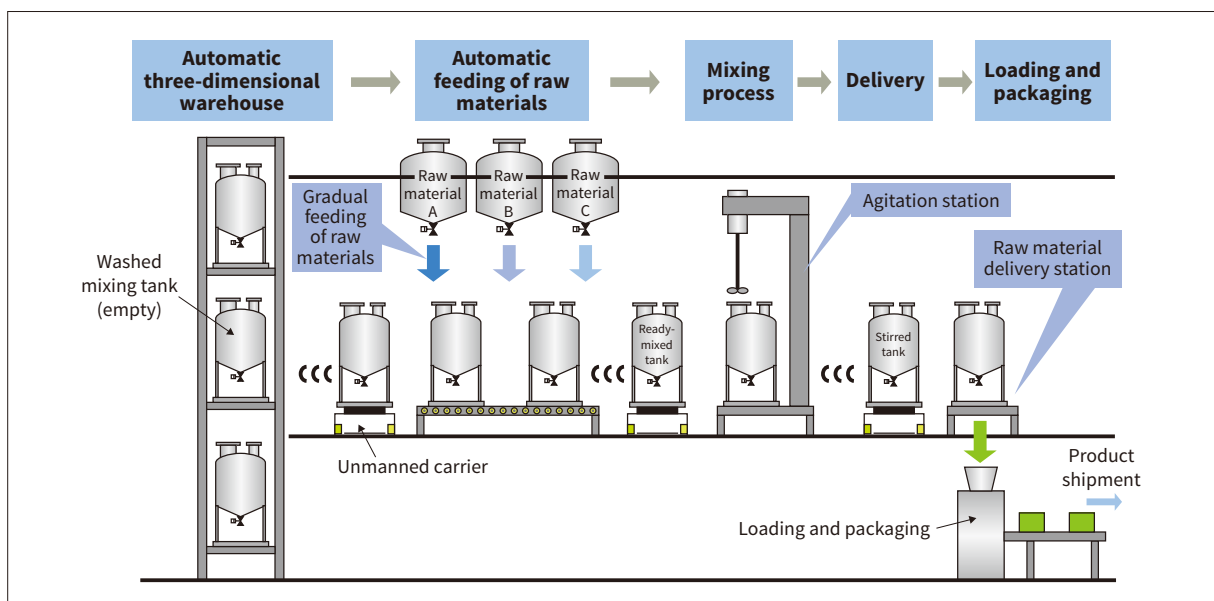 Automatic
three-dimensional
warehouse
Automatic
feeding of raw
materials
Mixing
process
Delivery
Loading and
packaging
Raw
material
A
Raw
material
B
Raw
material
C
Gradual
feeding
of raw
materials
Agitation station
Raw material
delivery station
Washed
mixing tank
(empty)
Ready-
mixed
tank
Stirred
tank
Unmanned carrier
Product
shipment
Loading and packaging